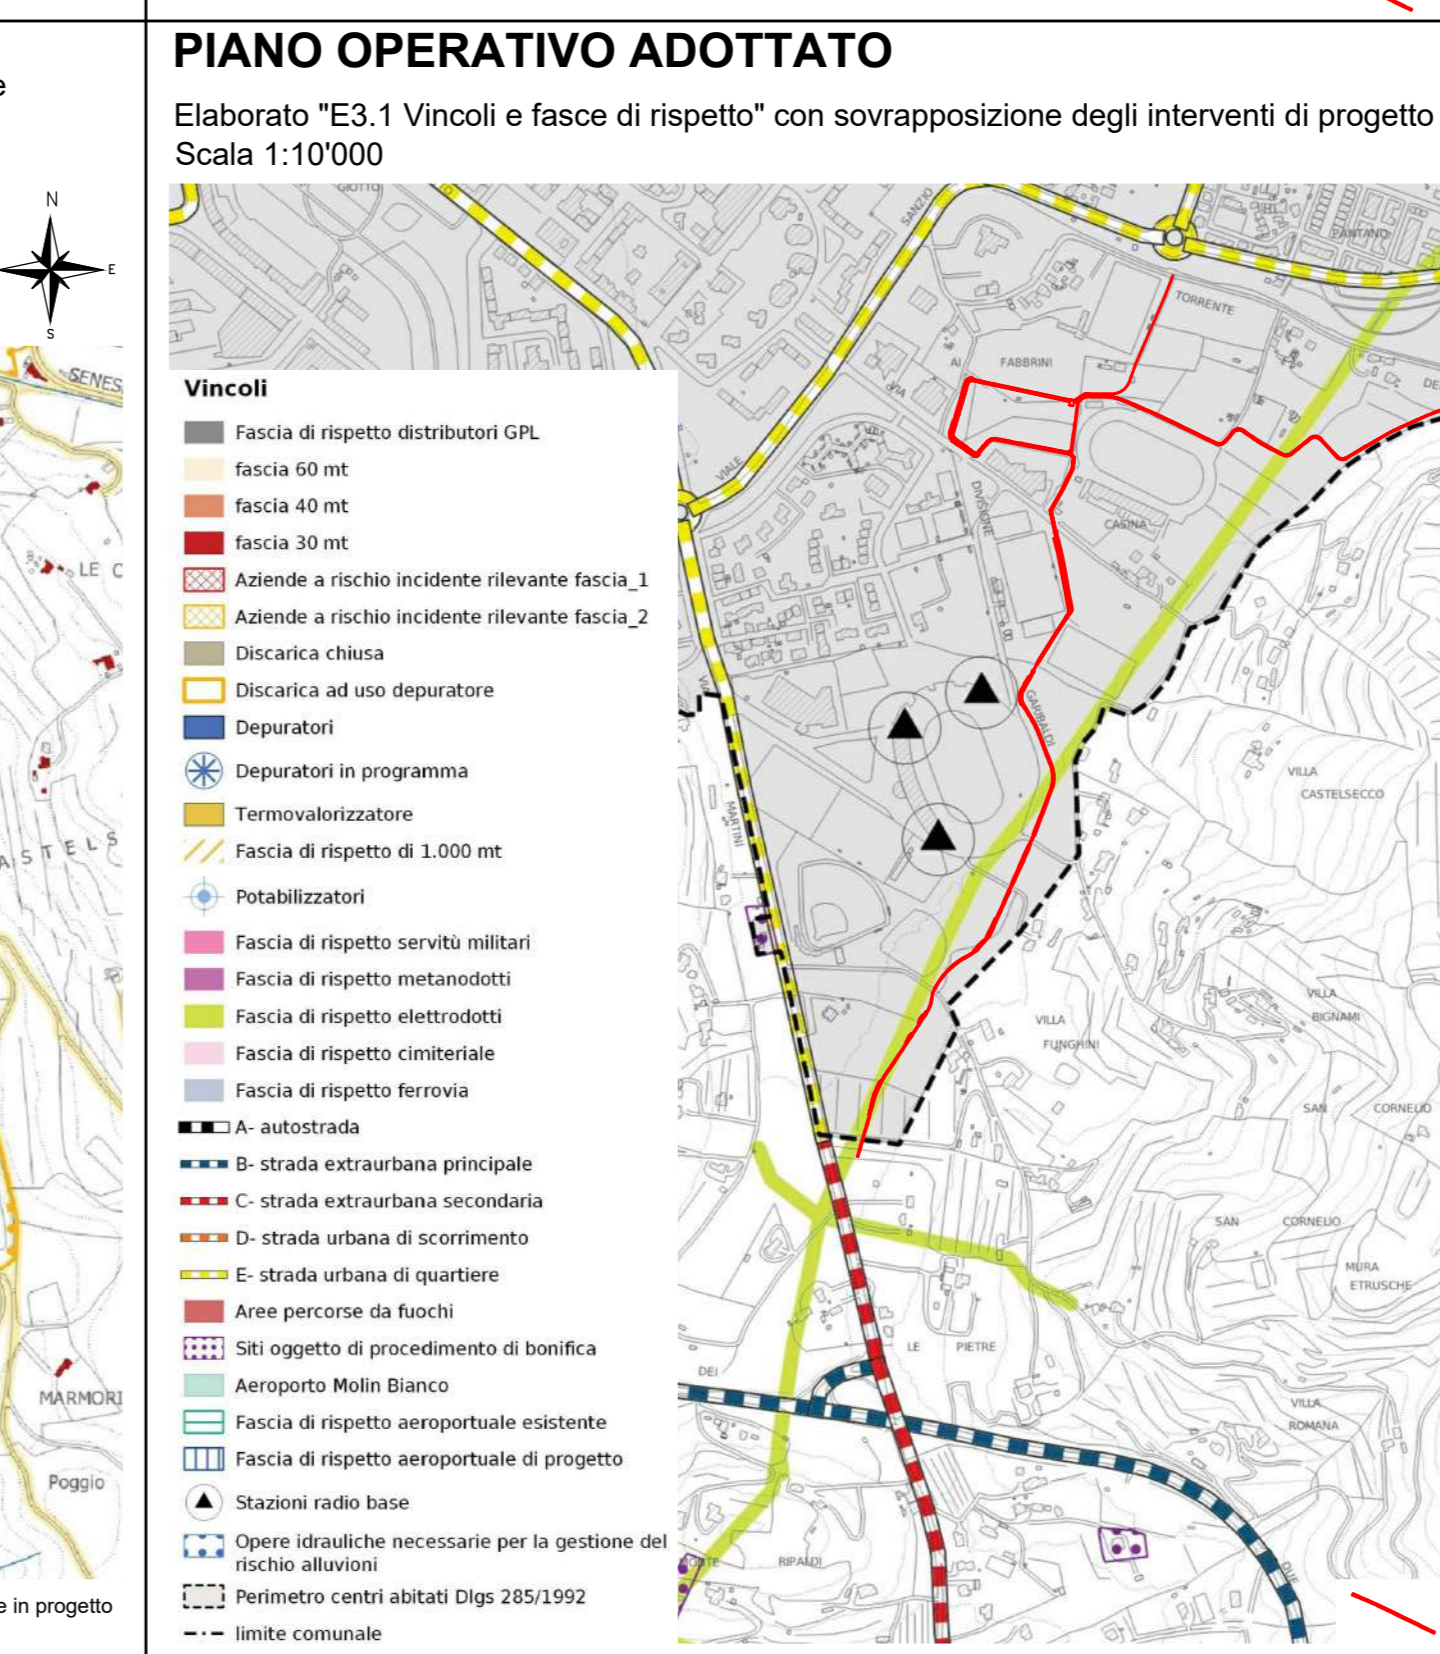 PIANO OPERATIVO ADOTTATO
Elaborato "E3.1 Vincoli e fasce di rispetto" con sovrapposizione degli interventi di progetto
Scala 1:10'000
e
N
E
S
SENES
LE C
ASTELS
MARMORI
Poggio
e in progetto
Vincoli
Fascia di rispetto distributori GPL
fascia 60 mt
fascia 40 mt
fascia 30 mt
Aziende a rischio incidente rilevante fascia_1
Aziende a rischio incidente rilevante fascia_2
Discarica chiusa
Discarica ad uso depuratore
Depuratori
Depuratori in programma
Termovalorizzatore
Fascia di rispetto di 1.000 mt
Potabilizzatori
Fascia di rispetto servitù militari
Fascia di rispetto metanodotti
Fascia di rispetto elettrodotti
Fascia di rispetto cimiteriale
Fascia di rispetto ferrovia
A- autostrada
B- strada extraurbana principale
C- strada extraurbana secondaria
D- strada urbana di scorrimento
E- strada urbana di quartiere
Aree percorse da fuochi
Siti oggetto di procedimento di bonifica
Aeroporto Molin Bianco
Fascia di rispetto aeroportuale esistente
Fascia di rispetto aeroportuale di progetto
Stazioni radio base
Opere idrauliche necessarie per la gestione del
rischio alluvioni
Perimetro centri abitati Dlgs 285/1992
limite comunale
GIOTTO
SANZIO
PANTANO
TORRENTE
AI FABBRINI
DE
VIA
VIALE
DIVISIONE
CASINA
GARIBALDI
VIA
MARTINI
VILLA
CASTELSECCO
VILLA
BIGNAMI
VILLA
FUNGHINI
SAN CORNELIO
SAN CORNELIO
MURA
ETRUSCHE
LE PIETRE
DEI
VILLA
ROMANA
MONTE RIPALDI
DUE